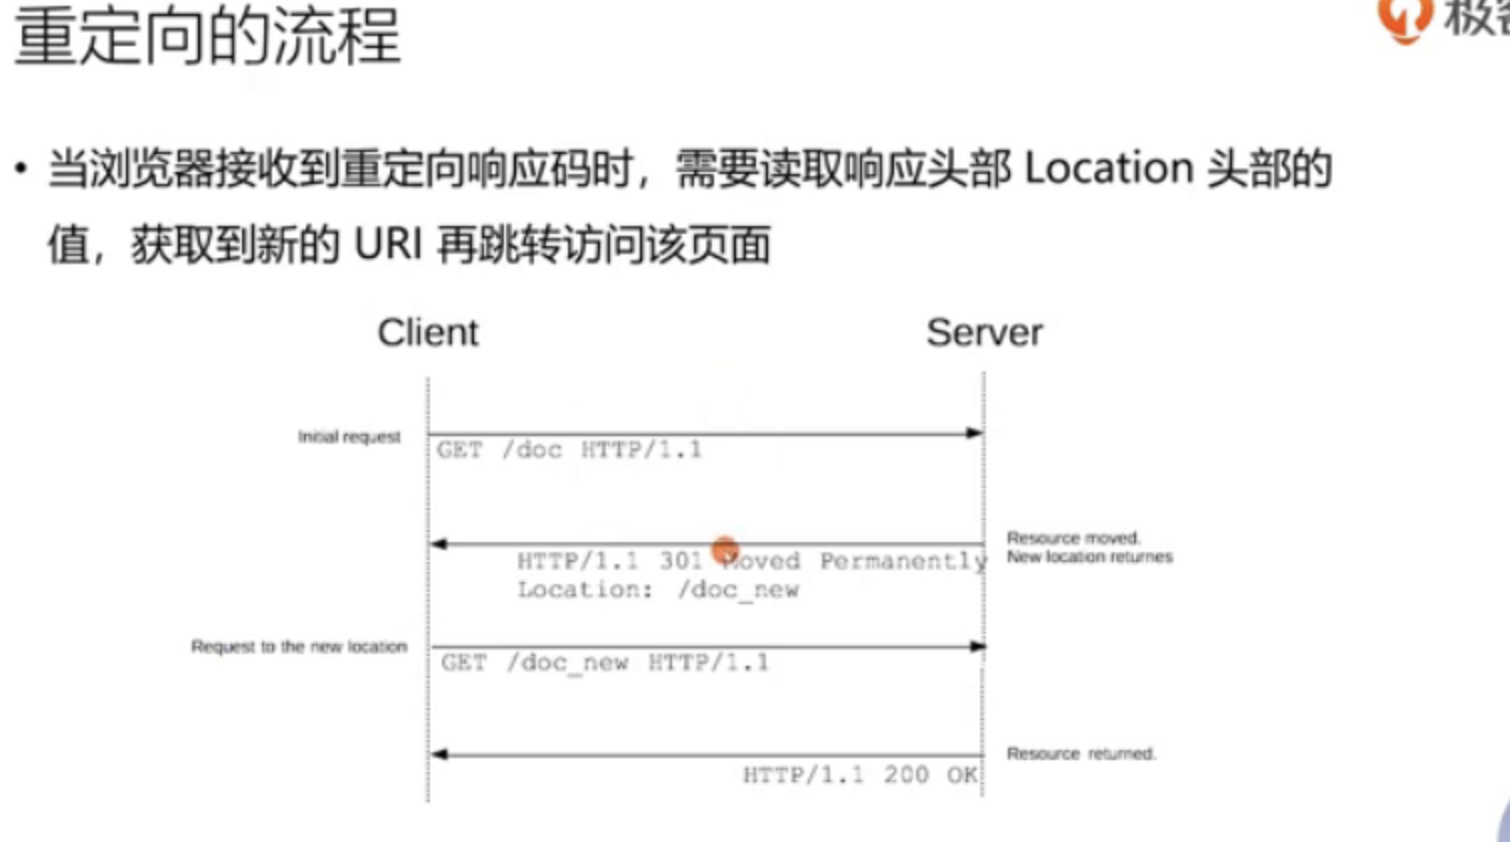 重定向的流程
• 当浏览器接收到重定向响应码时，需要读取响应头部 Location 头部的
值，获取到新的 URI 再跳转访问该页面
Client
Server
Initial request
GET /doc HTTP/1.1
Resource moved.
New location returnes
HTTP/1.1 301 Moved Permanently
Location: /doc_new
Request to the new location
GET /doc_new HTTP/1.1
Resource returned.
HTTP/1.1 200 OK